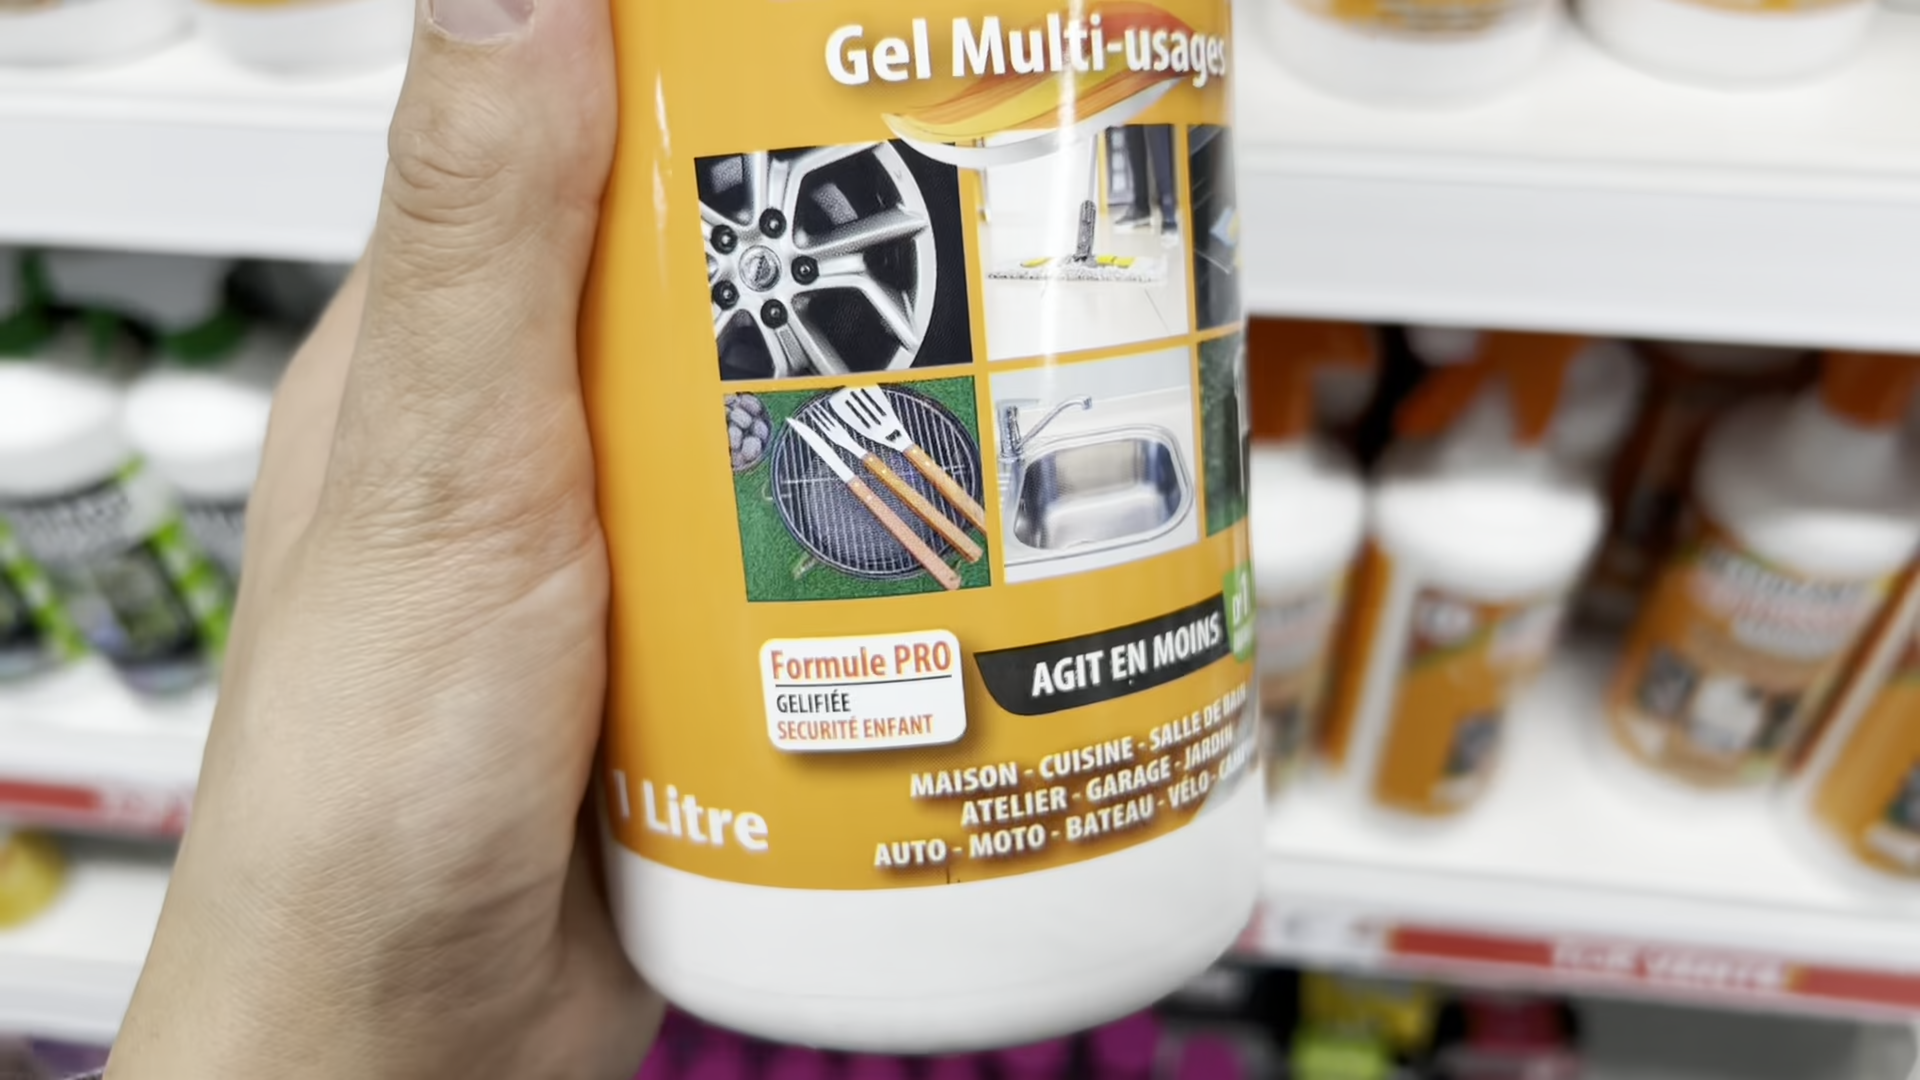 Gel Multi-usages
Formule PRO
GELIFIÉE
SECURITÉ ENFANT
AGIT EN MOINS
MAISON - CUISINE - SALLE DE BAIN
ATELIER - GARAGE - JARDIN
AUTO - MOTO - BATEAU - VÉLO -
1 Litre